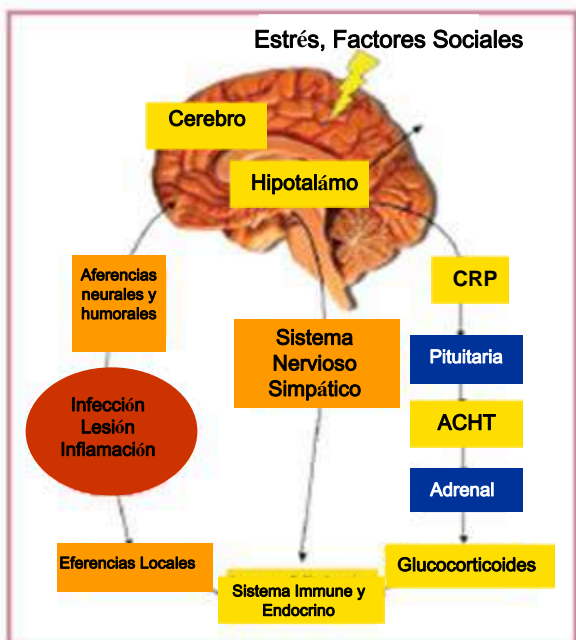 Estrés, Factores Sociales
Cerebro
Hipotalámo
Aferencias
neurales y
humorales
Infección
Lesión
Inflamación
Eferencias Locales
Sistema
Nervioso
Simpático
CRP
Pituitaria
ACHT
Adrenal
Glucocorticoides
Sistema Immune y
Endocrino